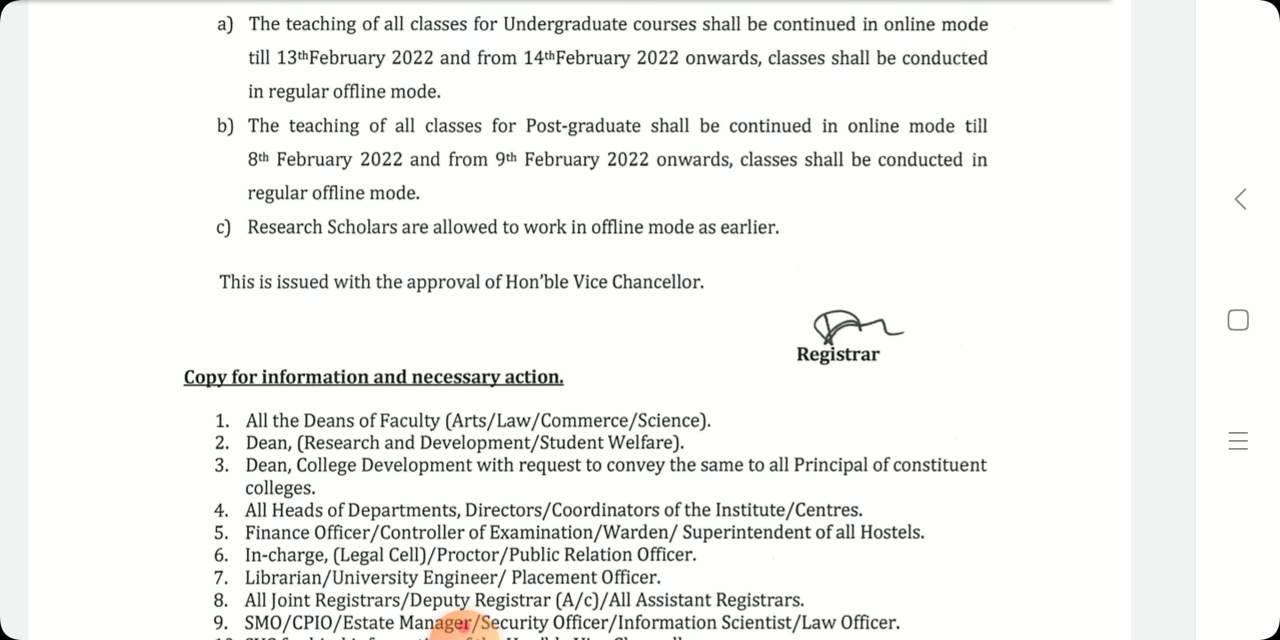 a) The teaching of all classes for Undergraduate courses shall be continued in online mode
till 13thFebruary 2022 and from 14thFebruary 2022 onwards, classes shall be conducted
in regular offline mode.
b) The teaching of all classes for Post-graduate shall be continued in online mode till
8th February 2022 and from 9th February 2022 onwards, classes shall be conducted in
regular offline mode.
c) Research Scholars are allowed to work in offline mode as earlier.
This is issued with the approval of Hon'ble Vice Chancellor.
Registrar
Copy for information and necessary action.
1. All the Deans of Faculty (Arts/Law/Commerce/Science).
2. Dean, (Research and Development/Student Welfare).
3. Dean, College Development with request to convey the same to all Principal of constituent
colleges.
4. All Heads of Departments, Directors/Coordinators of the Institute/Centres.
5. Finance Officer/Controller of Examination/Warden/ Superintendent of all Hostels.
6. In-charge, (Legal Cell)/Proctor/Public Relation Officer.
7. Librarian/University Engineer/ Placement Officer.
8. All Joint Registrars/Deputy Registrar (A/c)/All Assistant Registrars.
9. SMO/CPIO/Estate Manager/Security Officer/Information Scientist/Law Officer.